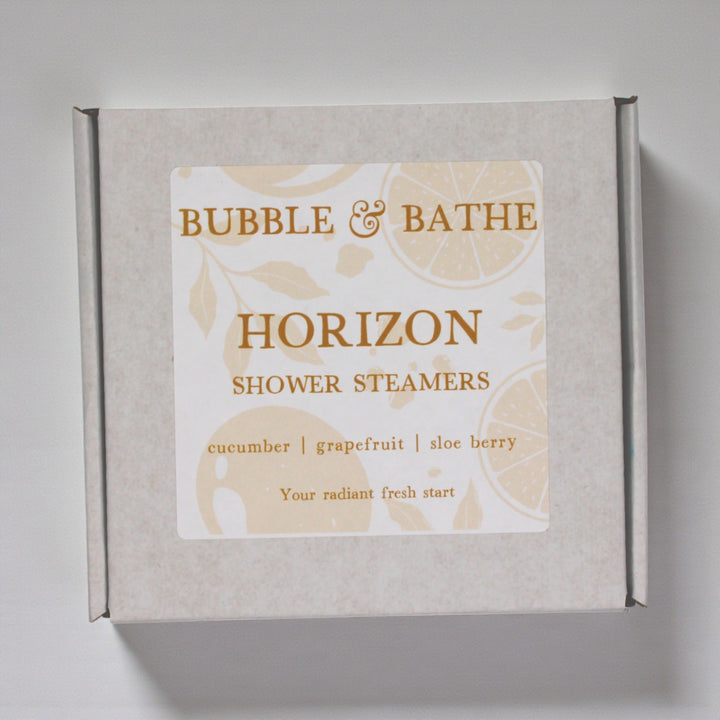 BUBBLE & BATHE
HORIZON
SHOWER STEAMERS
cucumber | grapefruit | sloe berry
Your radiant fresh start